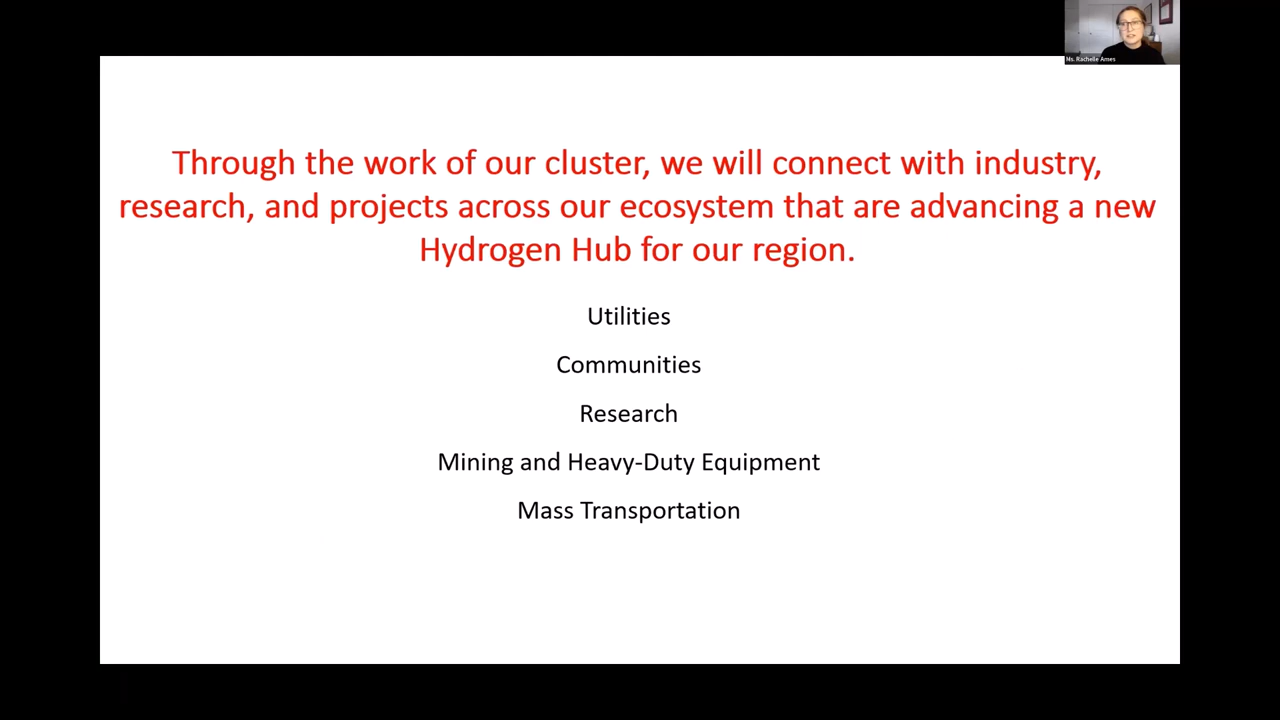 Ms. Rachelle Ames
Through the work of our cluster, we will connect with industry,
research, and projects across our ecosystem that are advancing a new
Hydrogen Hub for our region.
Utilities
Communities
Research
Mining and Heavy-Duty Equipment
Mass Transportation